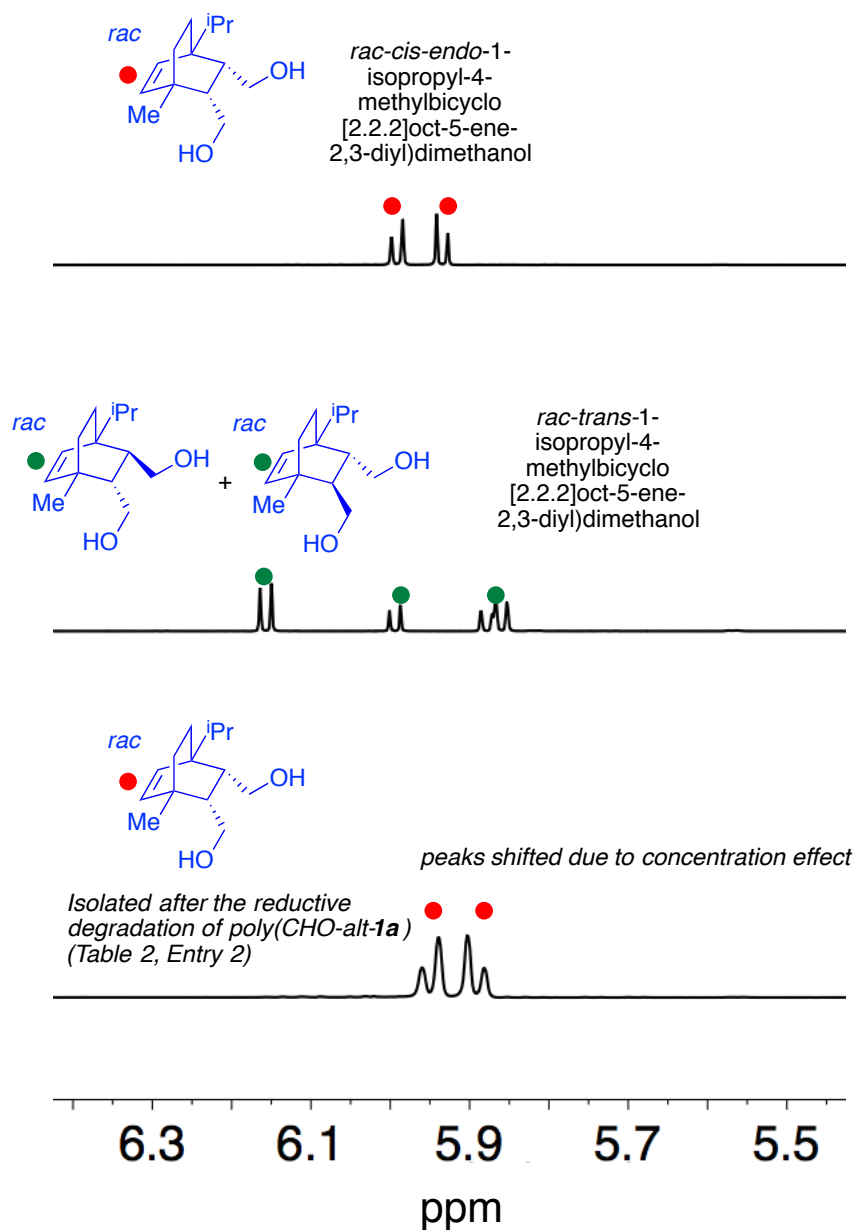 rac
iPr
OH
Me
HO
rac-cis-endo-1-
isopropyl-4-
methylbicyclo
[2.2.2]oct-5-ene-
2,3-diyl)dimethanol
rac
iPr
OH
Me
HO
+
rac
iPr
OH
Me
HO
rac-trans-1-
isopropyl-4-
methylbicyclo
[2.2.2]oct-5-ene-
2,3-diyl)dimethanol
rac
iPr
OH
Me
HO
peaks shifted due to concentration effect
Isolated after the reductive
degradation of poly(CHO-alt-1a)
(Table 2, Entry 2)
6.3 6.1 5.9 5.7 5.5
ppm